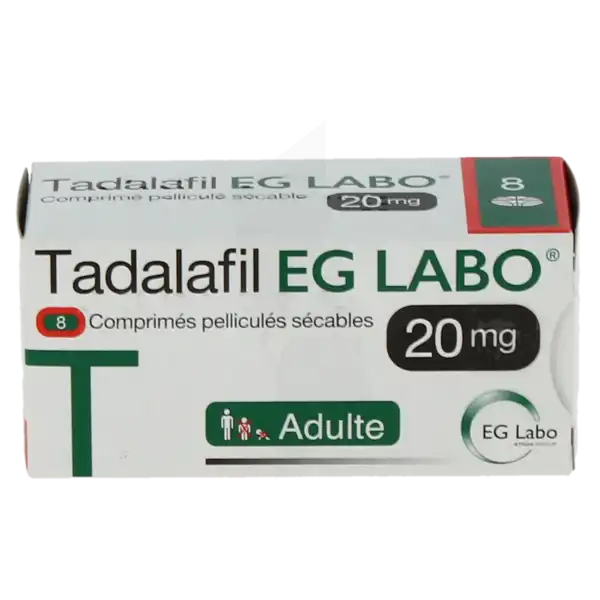 Tadalafil EG LABO®
Comprimé pelliculé sécable
20 mg
8
Tadalafil EG LABO®
8 Comprimés pelliculés sécables
20 mg
T
Adulte
EG Labo